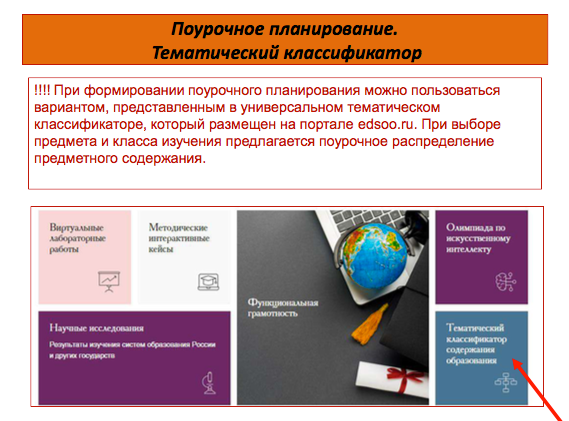 Поурочное планирование.
Тематический классификатор
!!!! При формировании поурочного планирования можно пользоваться
вариантом, представленным в универсальном тематическом
классификаторе, который размещен на портале edsoo.ru. При выборе
предмета и класса изучения предлагается поурочное распределение
предметного содержания.
Виртуальные
лабораторные
работы
Методические
интерактивные
кейсы
Функциональная
грамотность
Олимпиада по
искусственному
интеллекту
Научные исследования
Результаты изучения систем образования России
и других государств
Тематический
классификатор
содержания
образования